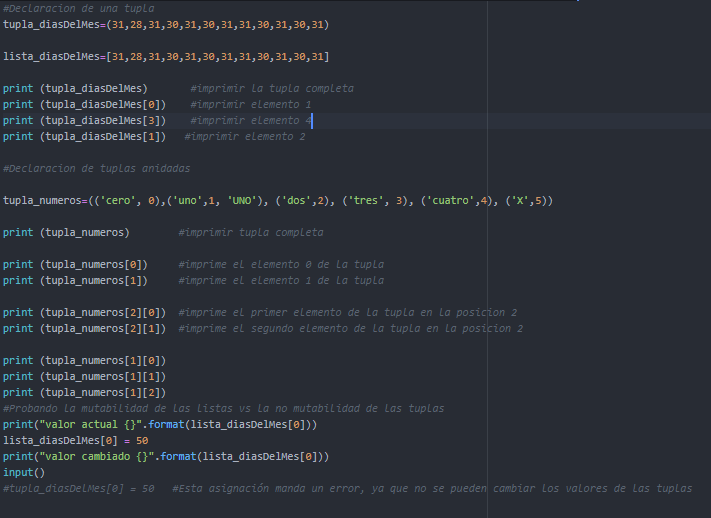 #Declaracion de una tupla
tupla_diasDelMes=(31,28,31,30,31,30,31,31,30,31,30,31)
lista_diasDelMes=[31,28,31,30,31,30,31,31,30,31,30,31]
print (tupla_diasDelMes) #imprimir la tupla completa
print (tupla_diasDelMes[0]) #imprimir elemento 1
print (tupla_diasDelMes[3]) #imprimir elemento 4
print (tupla_diasDelMes[1]) #imprimir elemento 2
#Declaracion de tuplas anidadas
tupla_numeros=(('cero', 0),('uno',1, 'UNO'), ('dos',2), ('tres', 3), ('cuatro',4), ('X',5))
print (tupla_numeros) #imprimir tupla completa
print (tupla_numeros[0]) #imprime el elemento 0 de la tupla
print (tupla_numeros[1]) #imprime el elemento 1 de la tupla
print (tupla_numeros[2][0]) #imprime el primer elemento de la tupla en la posicion 2
print (tupla_numeros[2][1]) #imprime el segundo elemento de la tupla en la posicion 2
print (tupla_numeros[1][0])
print (tupla_numeros[1][1])
print (tupla_numeros[1][2])
#Probando la mutabilidad de las listas vs la no mutabilidad de las tuplas
print("valor actual {}".format(lista_diasDelMes[0]))
lista_diasDelMes[0] = 50
print("valor cambiado {}".format(lista_diasDelMes[0]))
input()
#tupla_diasDelMes[0] = 50 #Esta asignación manda un error, ya que no se pueden cambiar los valores de las tuplas